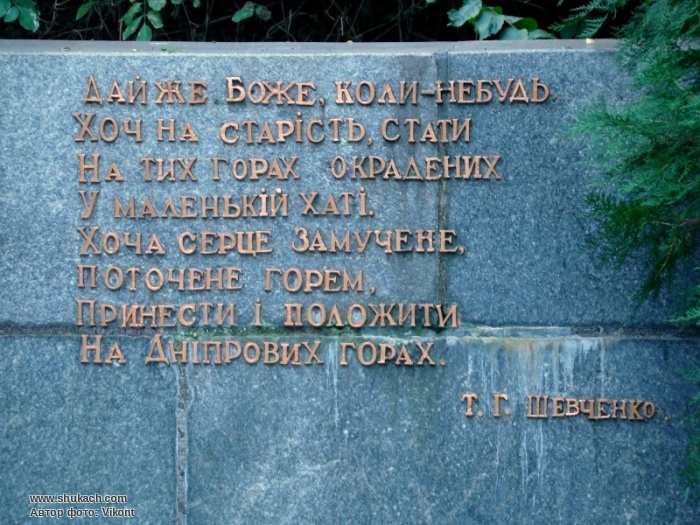 Дай же, Боже, коли-небудь,
Хоч на старість, стати
На тих горах окрадених
У маленькій хаті.
Хоча серце замучене,
Поточене горем,
Принести і положити
На Дніпрових горах.
Т. Г. Шевченко.
www.shukach.com
Автор фото: Vikont